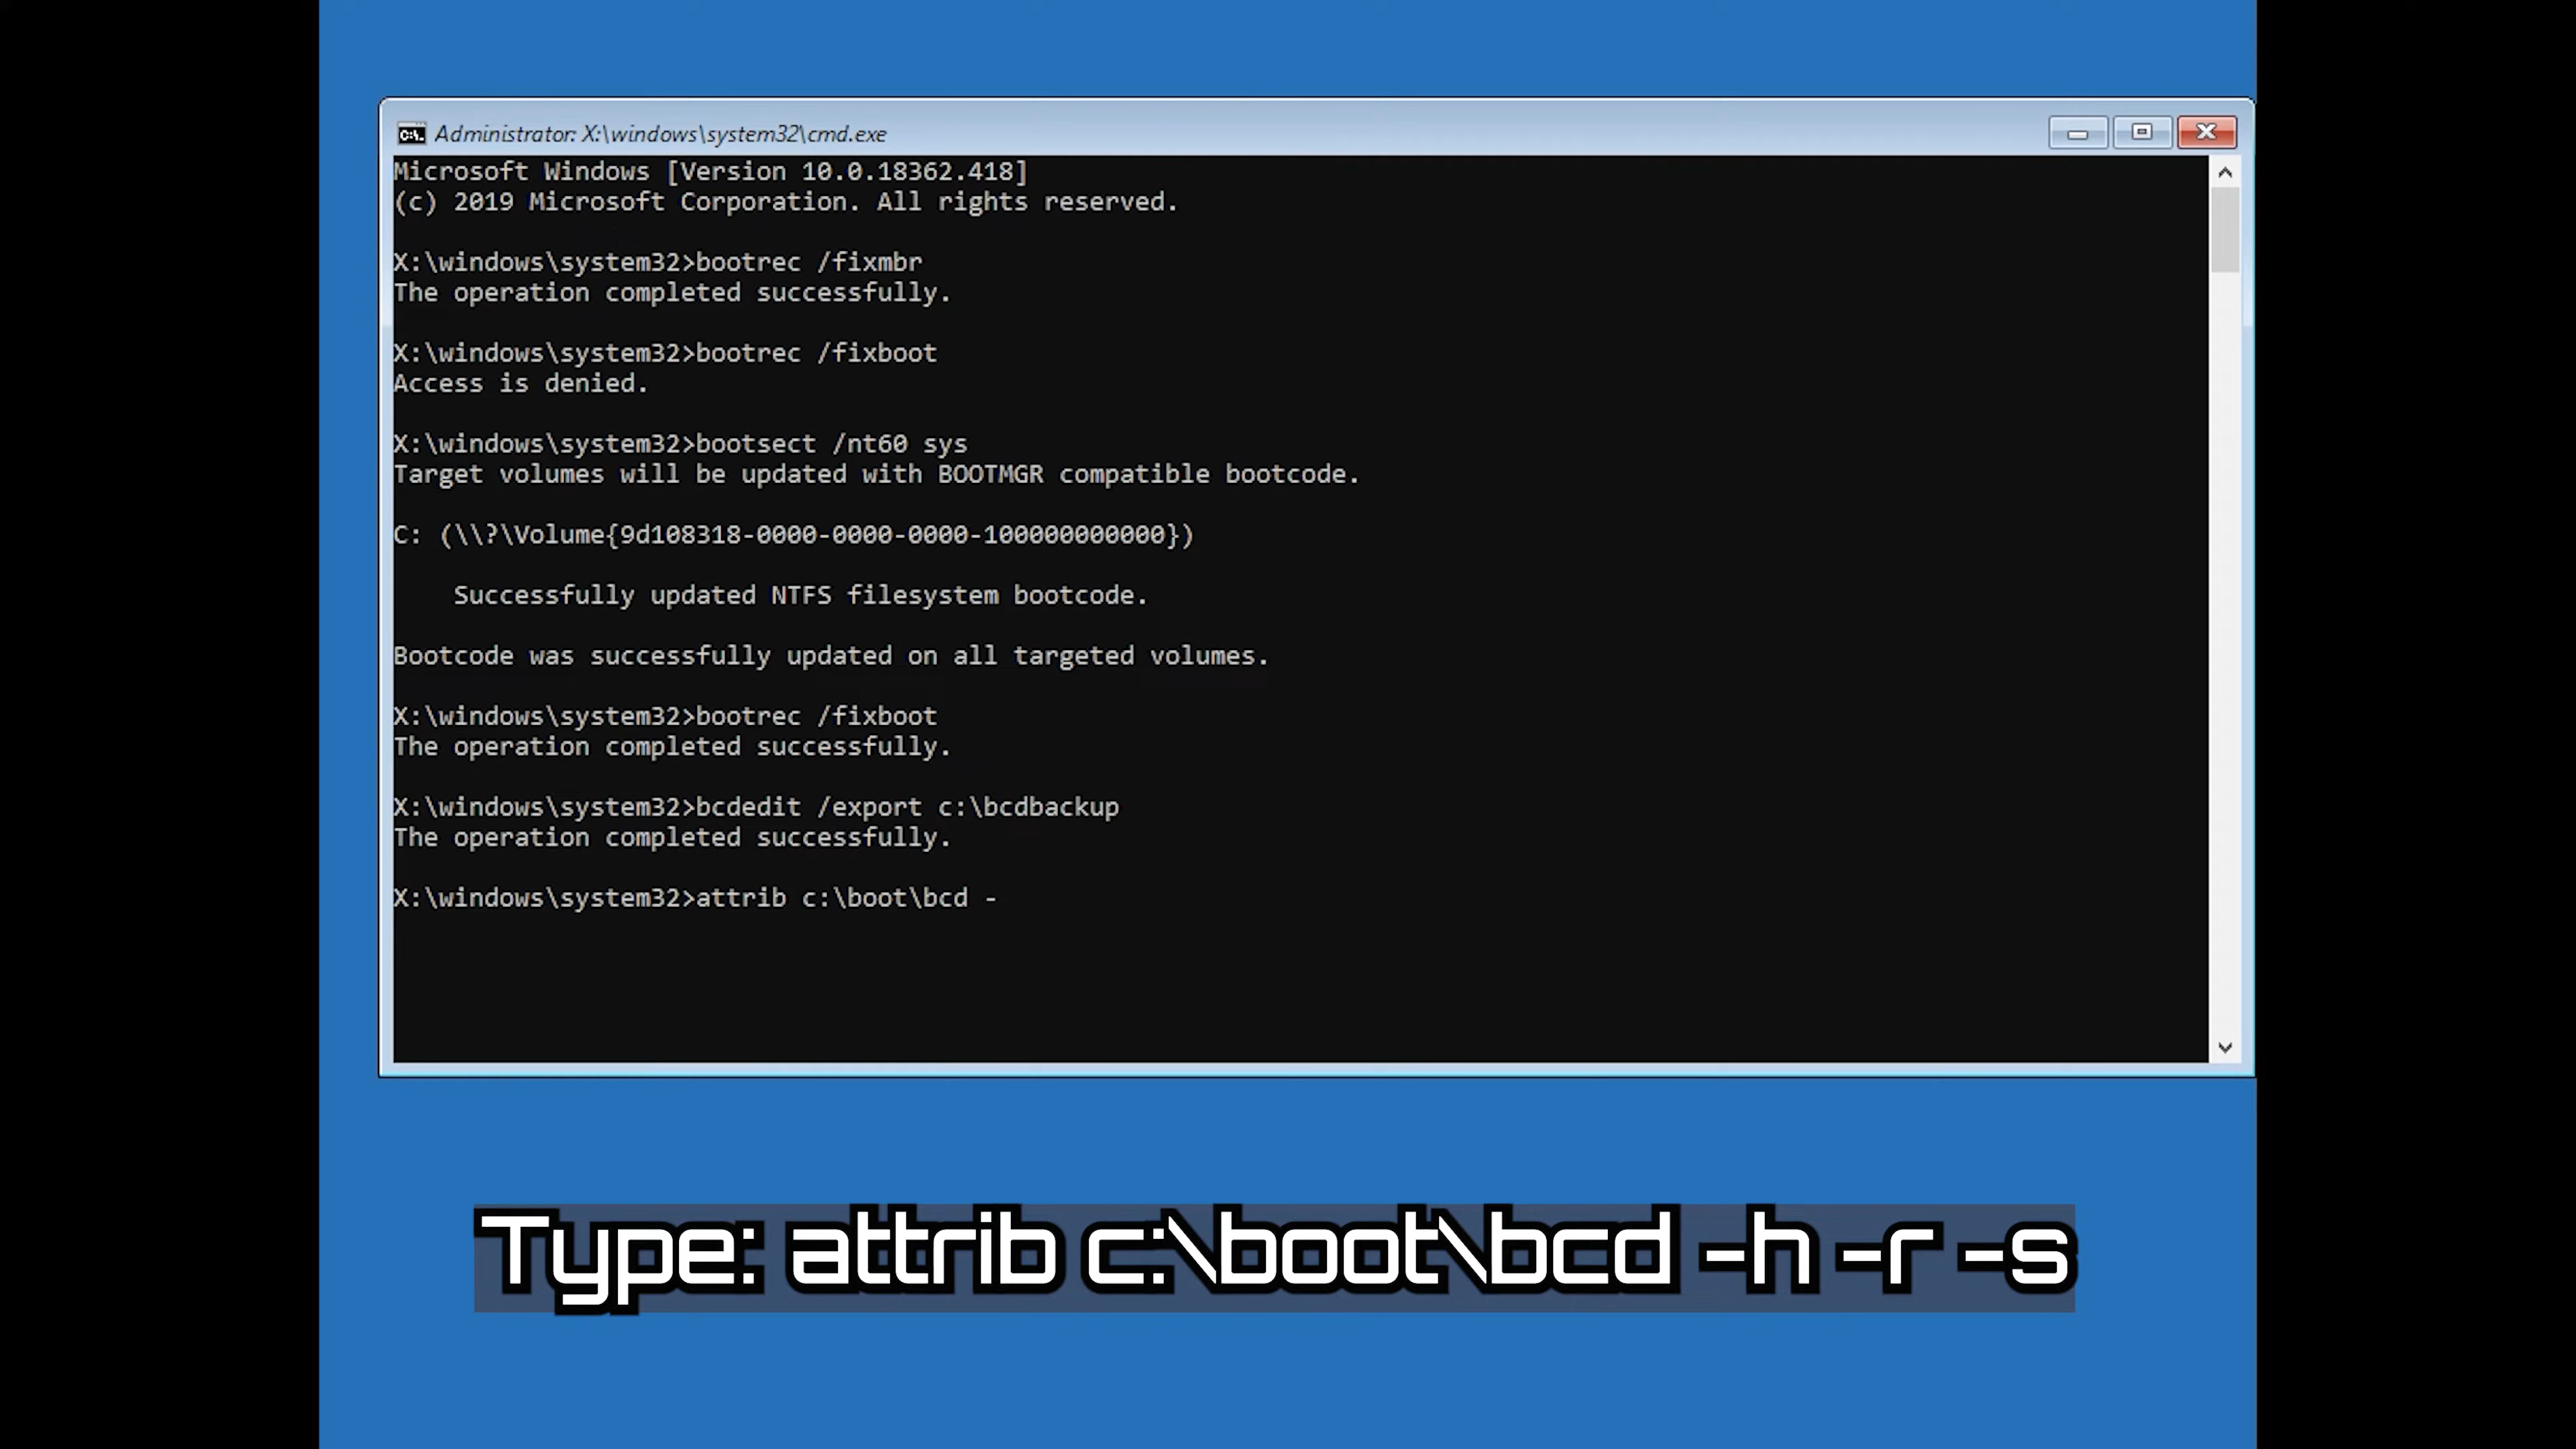 Administrator: X:\windows\system32\cmd.exe
Microsoft Windows [Version 10.0.18362.418]
(c) 2019 Microsoft Corporation. All rights reserved.
X:\windows\system32>bootrec /fixmbr
The operation completed successfully.
X:\windows\system32>bootrec /fixboot
Access is denied.
X:\windows\system32>bootsect /nt60 sys
Target volumes will be updated with BOOTMGR compatible bootcode.
C: (\\?\Volume{9d108318-0000-0000-0000-100000000000})
Successfully updated NTFS filesystem bootcode.
Bootcode was successfully updated on all targeted volumes.
X:\windows\system32>bootrec /fixboot
The operation completed successfully.
X:\windows\system32>bcdedit /export c:\bcdbackup
The operation completed successfully.
X:\windows\system32>attrib c:\boot\bcd -
Type: attrib c:\boot\bcd -h -r -s